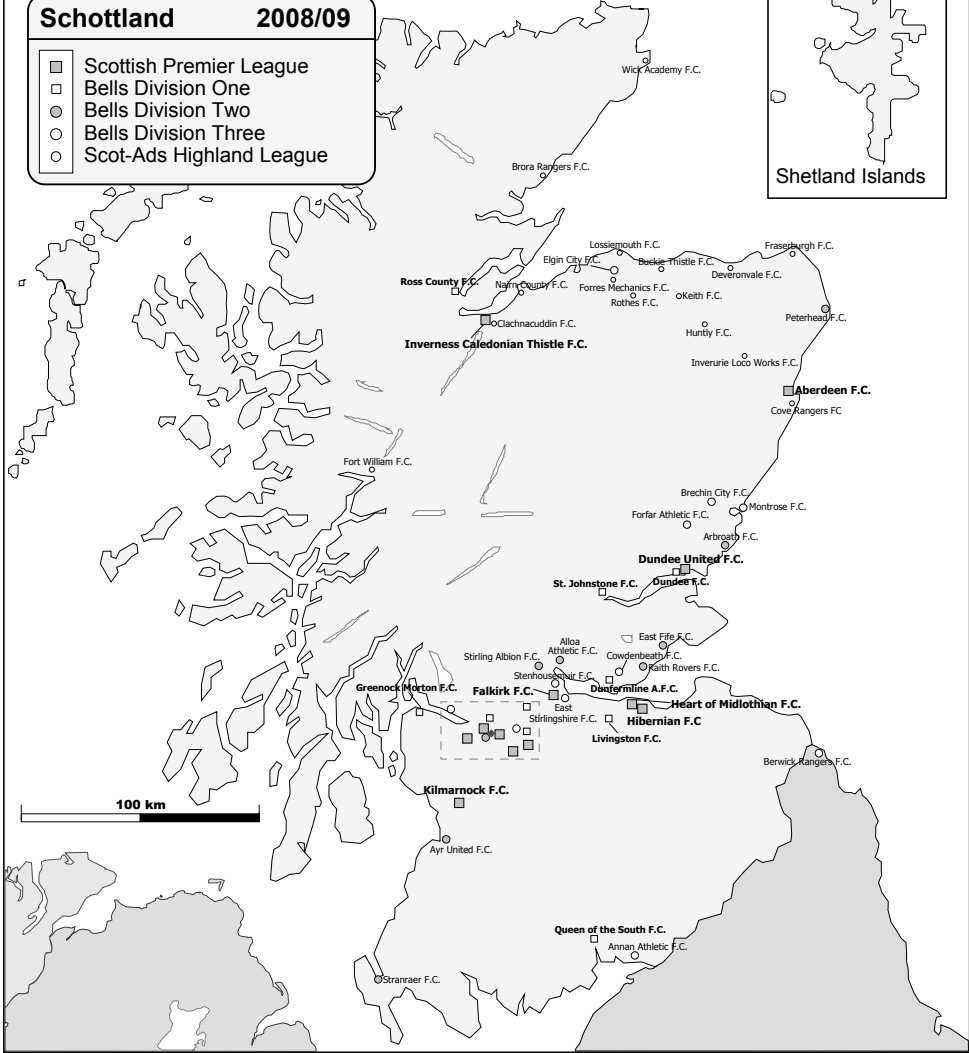 Schottland 2008/09
Scottish Premier League
Bells Division One
Bells Division Two
Bells Division Three
Scot-Ads Highland League
Shetland Islands
Wick Academy F.C.
Brora Rangers F.C.
Lossiemouth F.C.
Fraserburgh F.C.
Elgin City F.C.
Buckie Thistle F.C.
Deveronvale F.C.
Ross County F.C.
Nairn County F.C.
Forres Mechanics F.C.
Rothes F.C.
Keith F.C.
Peterhead F.C.
Clachnacuddin F.C.
Huntly F.C.
Inverness Caledonian Thistle F.C.
Inverurie Loco Works F.C.
Aberdeen F.C.
Cove Rangers FC
Fort William F.C.
Brechin City F.C.
Montrose F.C.
Forfar Athletic F.C.
Arbroath F.C.
Dundee United F.C.
Dundee F.C.
St. Johnstone F.C.
East Fife F.C.
Alloa
Athletic F.C.
Stirling Albion F.C.
Cowdenbeath F.C.
Raith Rovers F.C.
Stenhousemuir F.C.
Greenock Morton F.C.
Falkirk F.C.
Dunfermline A.F.C.
East
Stirlingshire F.C.
Heart of Midlothian F.C.
Hibernian F.C
Livingston F.C.
Berwick Rangers F.C.
Kilmarnock F.C.
100 km
Ayr United F.C.
Queen of the South F.C.
Annan Athletic F.C.
Stranraer F.C.